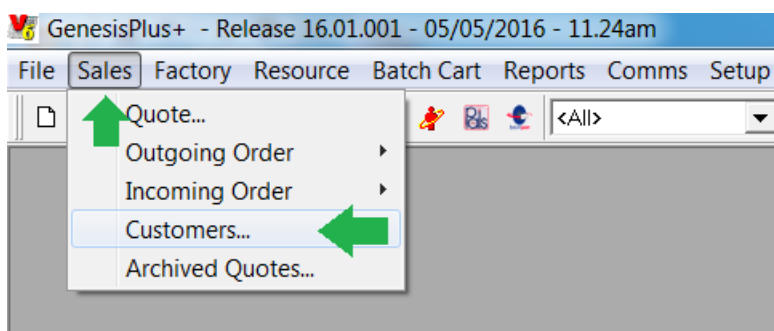 GenesisPlus+ - Release 16.01.001 - 05/05/2016 - 11.24am
File Sales Factory Resource Batch Cart Reports Comms Setup
<All>
Quote...
Outgoing Order
Incoming Order
Customers...
Archived Quotes...